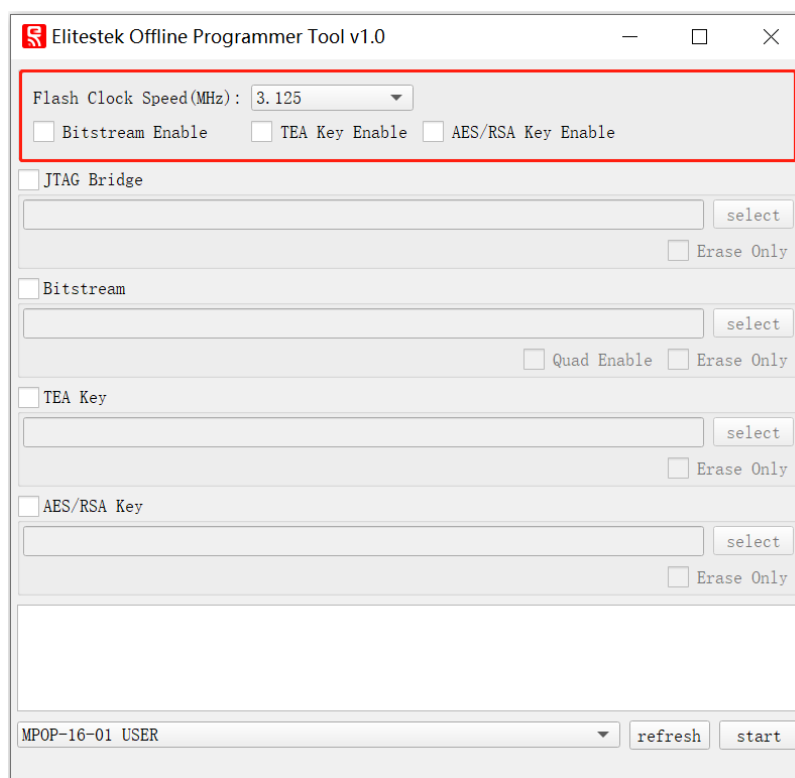 Elitestek Offline Programmer Tool v1.0
Flash Clock Speed(MHz): 3.125
Bitstream Enable TEA Key Enable AES/RSA Key Enable
JTAG Bridge
select
Erase Only
Bitstream
select
Quad Enable Erase Only
TEA Key
select
Erase Only
AES/RSA Key
select
Erase Only
MPOP-16-01 USER refresh start